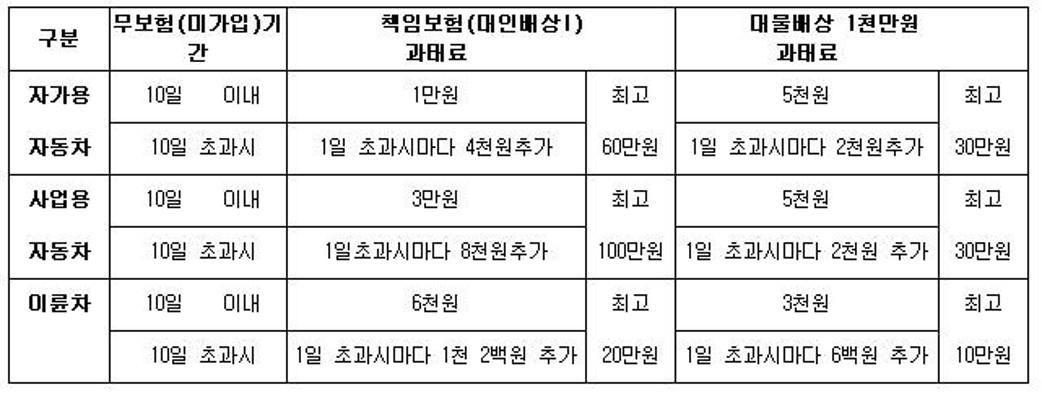 구분 무보험(미가입)기간 책임보험(대인배상I) 과태료 대물배상 1천만원 과태료
자가용 10일 이내 1만원 최고 5천원 최고
자동차 10일 초과시 1일 초과시마다 4천원추가 60만원 1일 초과시마다 2천원추가 30만원
사업용 10일 이내 3만원 최고 5천원 최고
자동차 10일 초과시 1일초과시마다 8천원추가 100만원 1일 초과시마다 2천원 추가 30만원
이륜차 10일 이내 6천원 최고 3천원 최고
10일 초과시 1일 초과시마다 1천 2백원 추가 20만원 1일 초과시마다 6백원 추가 10만원